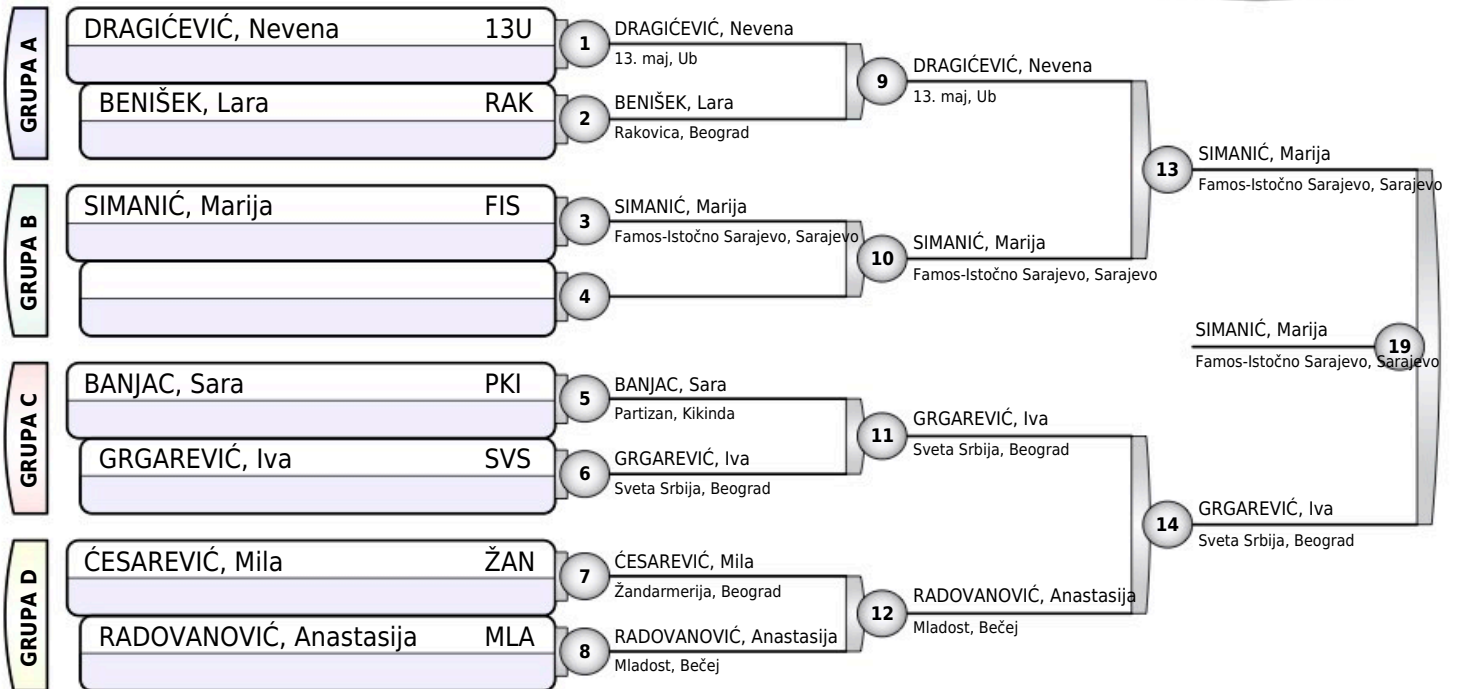 GRUPA A
DRAGIĆEVIĆ, Nevena 13U
BENIŠEK, Lara RAK
GRUPA B
SIMANIĆ, Marija FIS
GRUPA C
BANJAC, Sara PKI
GRGAREVIĆ, Iva SVS
GRUPA D
ĆESAREVIĆ, Mila ŽAN
RADOVANOVIĆ, Anastasija MLA
1
DRAGIĆEVIĆ, Nevena
13. maj, Ub
2
BENIŠEK, Lara
Rakovica, Beograd
3
SIMANIĆ, Marija
Famos-Istočno Sarajevo, Sarajevo
4
5
BANJAC, Sara
Partizan, Kikinda
6
GRGAREVIĆ, Iva
Sveta Srbija, Beograd
7
ĆESAREVIĆ, Mila
Žandarmerija, Beograd
8
RADOVANOVIĆ, Anastasija
Mladost, Bečej
9
DRAGIĆEVIĆ, Nevena
13. maj, Ub
10
SIMANIĆ, Marija
Famos-Istočno Sarajevo, Sarajevo
11
GRGAREVIĆ, Iva
Sveta Srbija, Beograd
12
RADOVANOVIĆ, Anastasija
Mladost, Bečej
13
SIMANIĆ, Marija
Famos-Istočno Sarajevo, Sarajevo
14
GRGAREVIĆ, Iva
Sveta Srbija, Beograd
SIMANIĆ, Marija
19
Famos-Istočno Sarajevo, Sarajevo